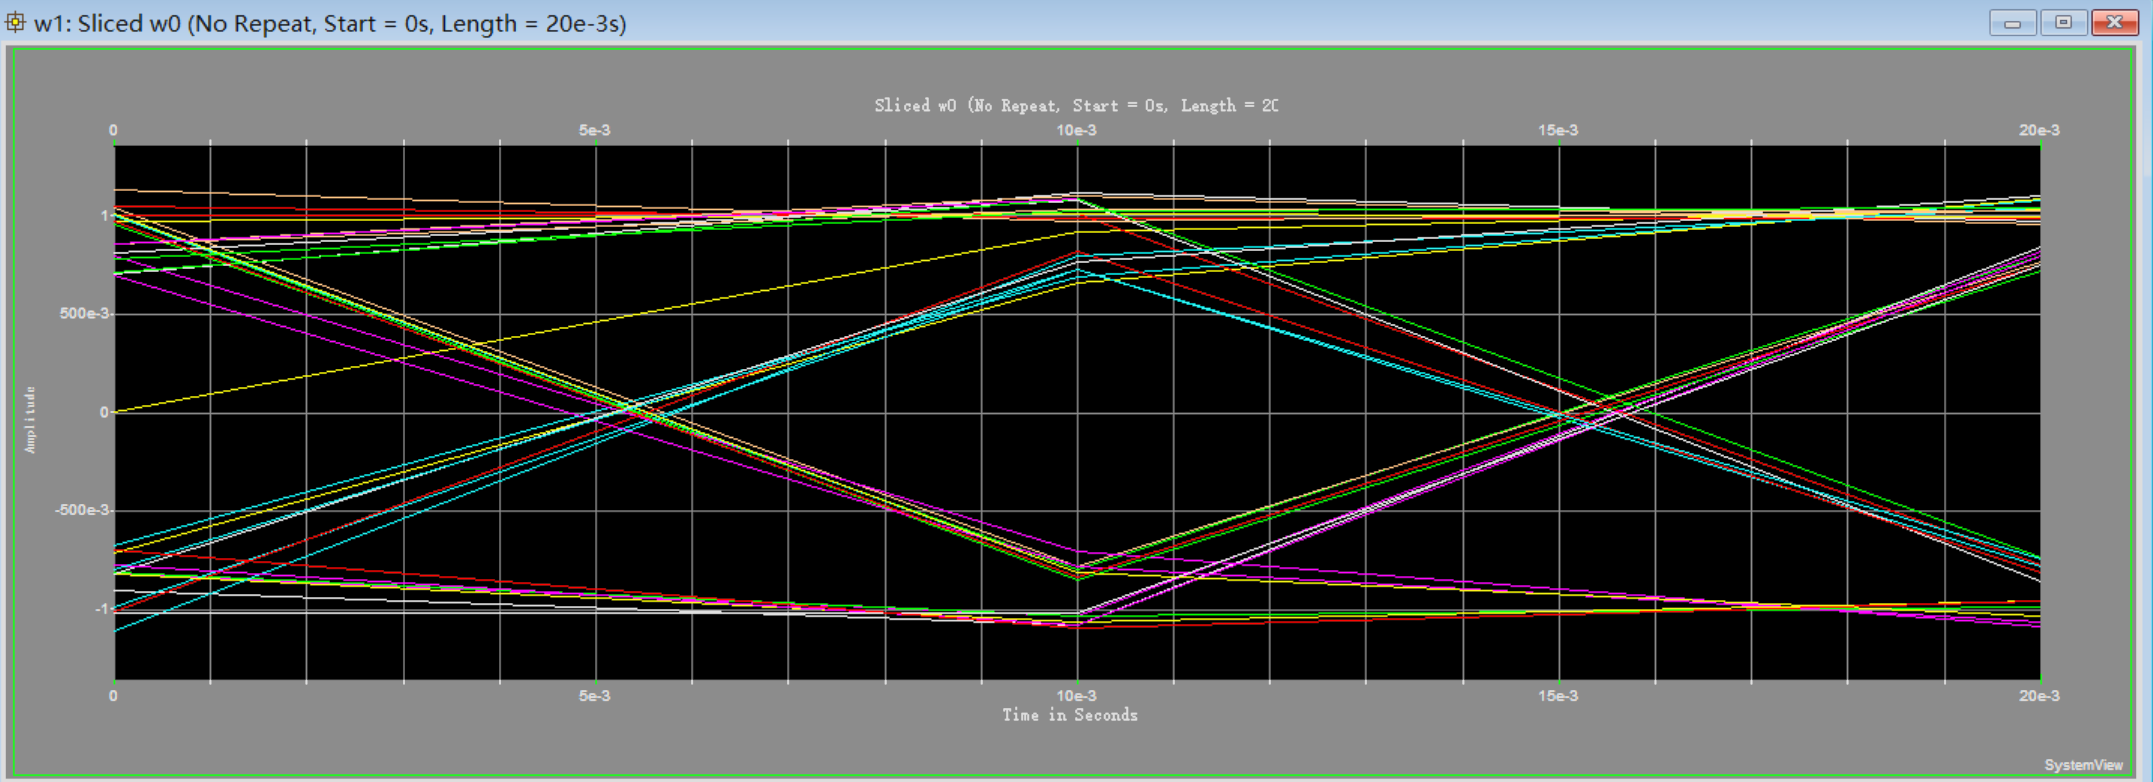 w1: Sliced w0 (No Repeat, Start = 0s, Length = 20e-3s)
Sliced w0 (No Repeat, Start = 0s, Length = 2
0 5e-3 10e-3 15e-3 20e-3
1
500e-3
0
-500e-3
-1
Amplitude
0 5e-3 10e-3 15e-3 20e-3
Time in Seconds
SystemView